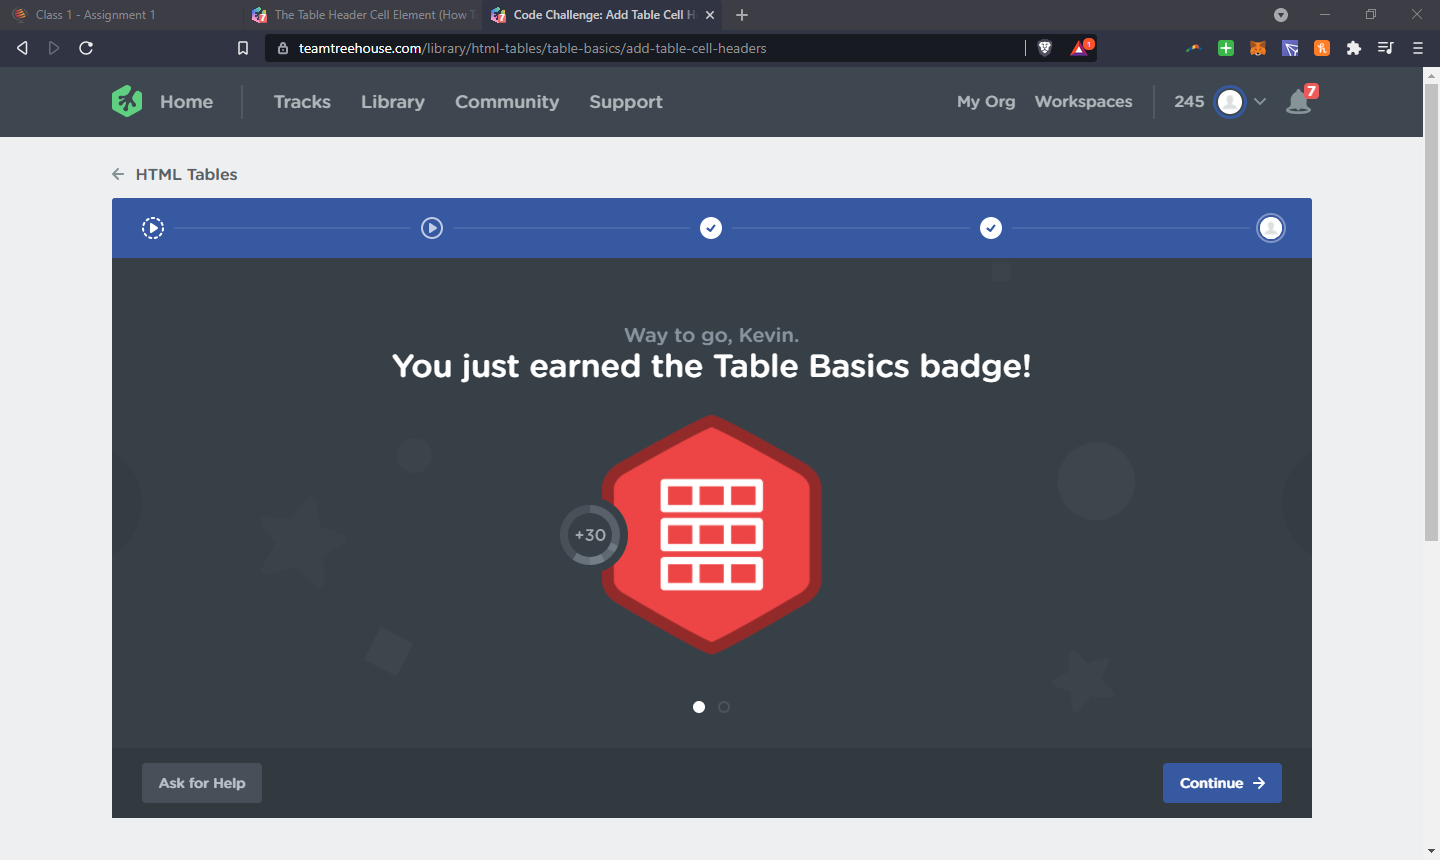 Class 1 - Assignment 1
The Table Header Cell Element (How T
Code Challenge: Add Table Cell H
teamtreehouse.com/library/html-tables/table-basics/add-table-cell-headers
1
Home
Tracks
Library
Community
Support
My Org
Workspaces
245
7
HTML Tables
Way to go, Kevin.
You just earned the Table Basics badge!
+30
Ask for Help
Continue